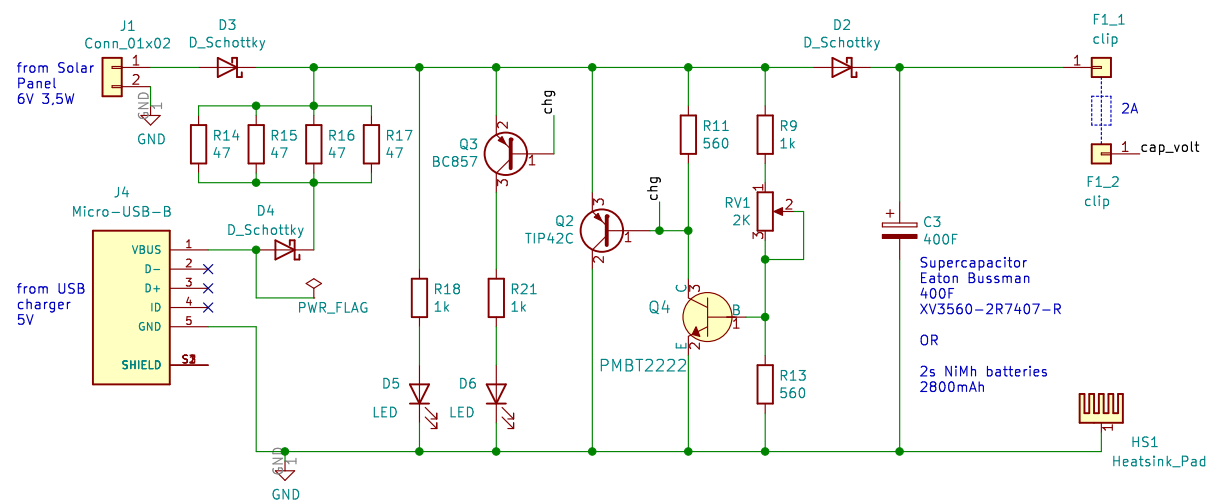 J1
Conn_01x02
from Solar
Panel
6V 3,5W
1
2
GND
1
GND
D3
D_Schottky
R14
47
R15
47
R16
47
R17
47
J4
Micro-USB-B
from USB
charger
5V
VBUS
1
D-
2
D+
3
ID
4
GND
5
SHIELD
D4
D_Schottky
PWR_FLAG
GND
1
GND
R18
1k
D5
LED
Q3
BC857
2
1
3
chg
R21
1k
D6
LED
Q2
TIP42C
3
1
2
chg
R11
560
R9
1k
RV1
2K
1
2
3
Q4
PMBT2222
C
3
B
1
E
2
R13
560
D2
D_Schottky
+
C3
400F
Supercapacitor
Eaton Bussman
400F
XV3560-2R7407-R
OR
2s NiMh batteries
2800mAh
F1_1
clip
1
2A
1
cap_volt
F1_2
clip
1
HS1
Heatsink_Pad